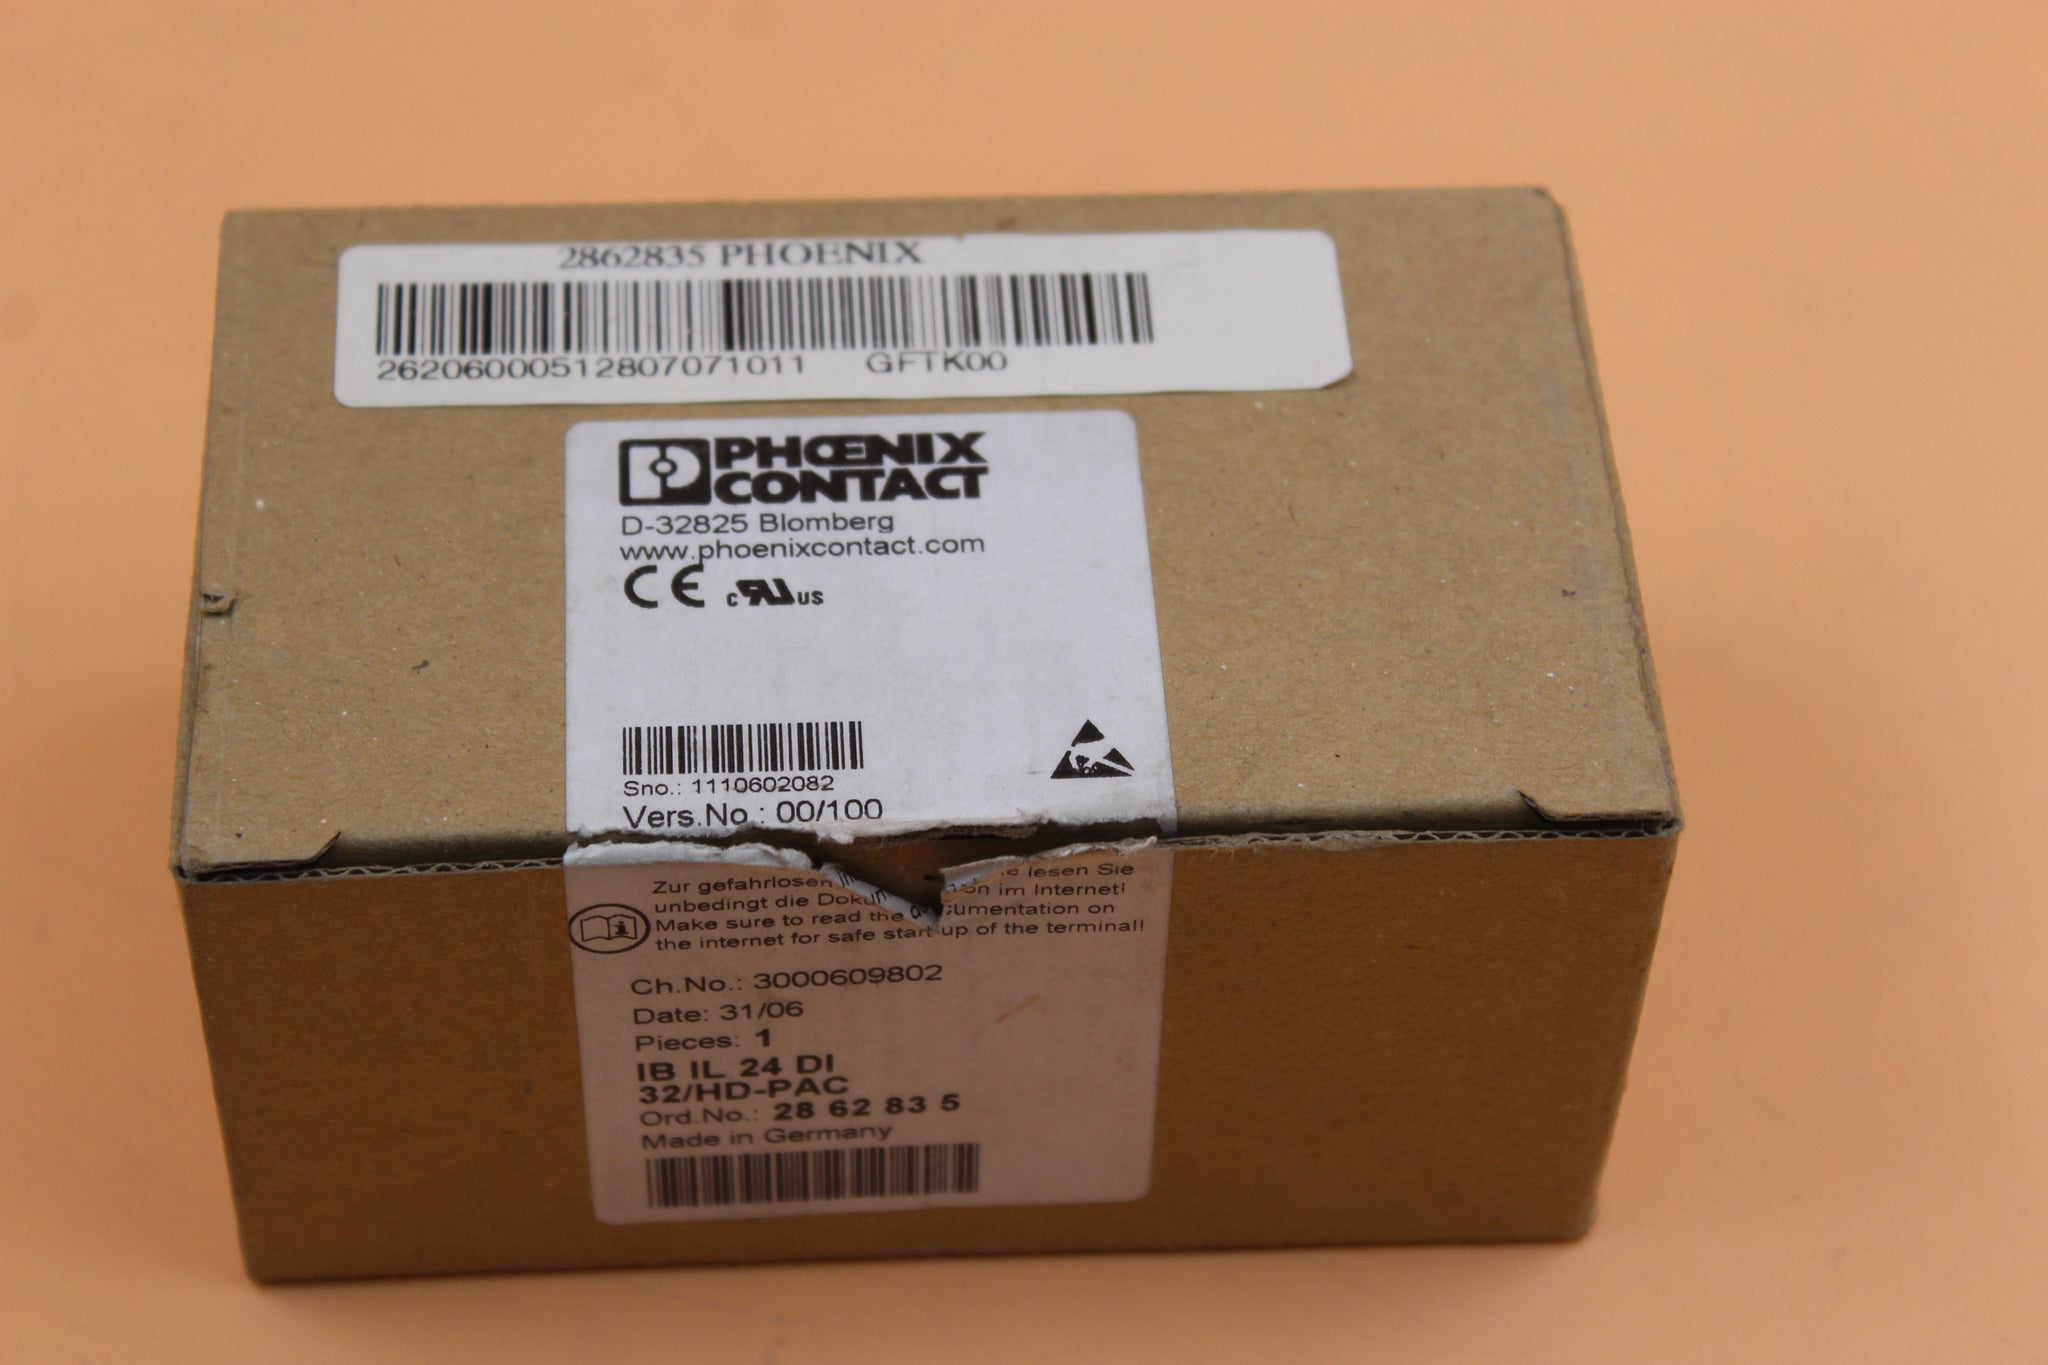 2862835 PHOENIX
26206000512807071011 GFTK00
PHŒNIX
CONTACT
D-32825 Blomberg
www.phoenixcontact.com
CE c RU us
Sno.: 1110602082
Vers.No : 00/100
Zur gefahrlosen lesen Sie
unbedingt die im Internet!
Make sure to read the documentation on
the internet for safe start-up of the terminal!
Ch.No.: 3000609802
Date: 31/06
Pieces: 1
IB IL 24 DI
32/HD-PAC
Ord.No.: 28 62 83 5
Made in Germany